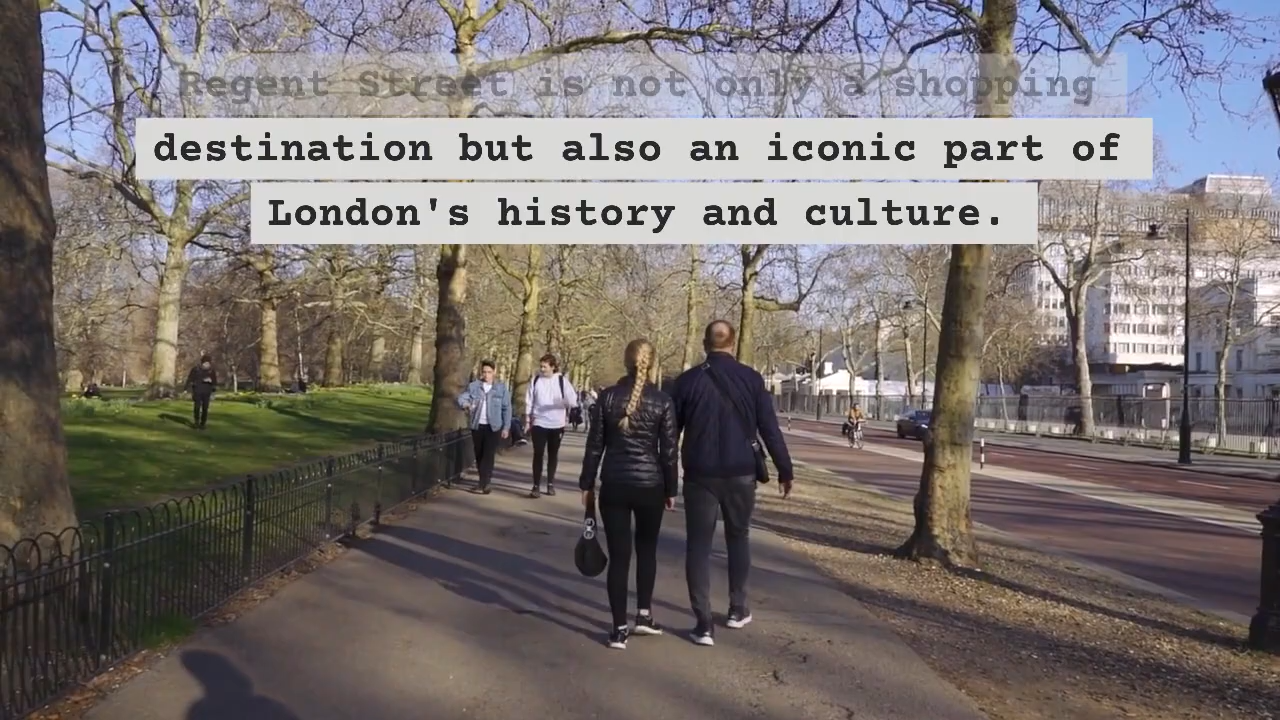 Regent Street is not only a shopping
destination but also an iconic part of
London's history and culture.